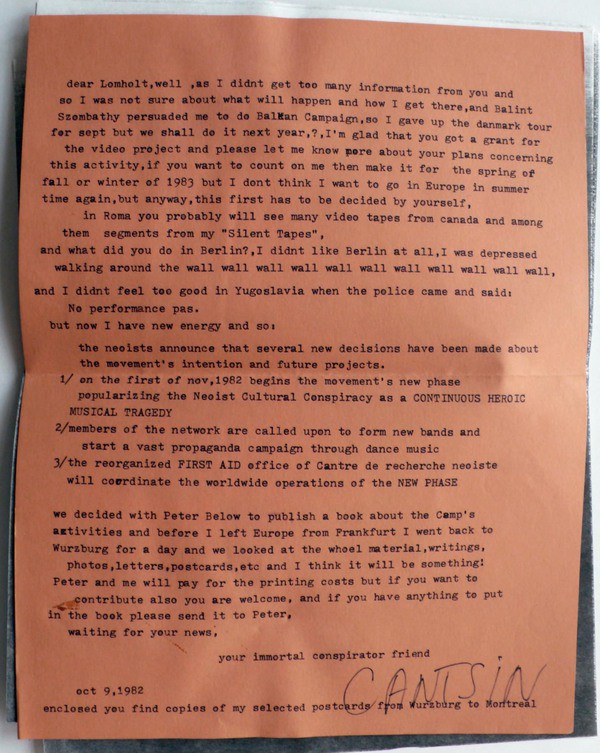 dear Lomholt,well ,as I didnt get too many information from you and
so I was not sure about what will happen and how I get there,and Balint
Szombathy persuaded me to do Balkan Campaign,so I gave up the danmark tour
for sept but we shall do it next year,?,I'm glad that you got a grant for
the video project and please let me know more about your plans concerning
this activity,if you want to count on me then make it for the spring of
fall or winter of 1983 but I dont think I want to go in Europe in summer
time again,but anyway,this first has to be decided by yourself,
in Roma you probably will see many video tapes from canada and among
them segments from my "Silent Tapes",
and what did you do in Berlin?,I didnt like Berlin at all,I was depressed
walking around the wall wall wall wall wall wall wall wall wall wall wall,
and I didnt feel too good in Yugoslavia when the police came and said:
No performance pas.
but now I have new energy and so:
the neoists announce that several new decisions have been made about
the movement's intention and future projects.
1/ on the first of nov,1982 begins the movement's new phase
popularizing the Neoist Cultural Conspiracy as a CONTINUOUS HEROIC
MUSICAL TRAGEDY
2/members of the network are called upon to form new bands and
start a vast propaganda campaign through dance music
3/the reorganized FIRST AID office of Cantre de recherche neoiste
will coordinate the worldwide operations of the NEW PHASE
we decided with Peter Below to publish a book about the Camp's
activities and before I left Europe from Frankfurt I went back to
Wurzburg for a day and we looked at the whoel material,writings,
photos,letters,postcards,etc and I think it will be something!
Peter and me will pay for the printing costs but if you want to
contribute also you are welcome, and if you have anything to put
in the book please send it to Peter,
waiting for your news,
your immortal conspirator friend
CANTSIN
oct 9,1982
enclosed you find copies of my selected postcards from Wurzburg to Montreal